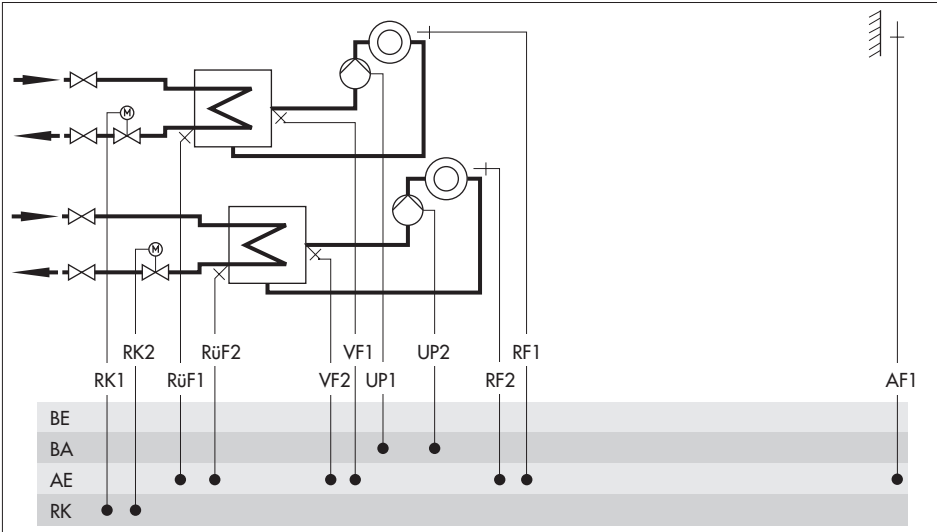 M
M
RK2 RüF2 VF1 UP2 RF1
RK1 RüF1 VF2 UP1 RF2 AF1
BE
BA
AE
RK